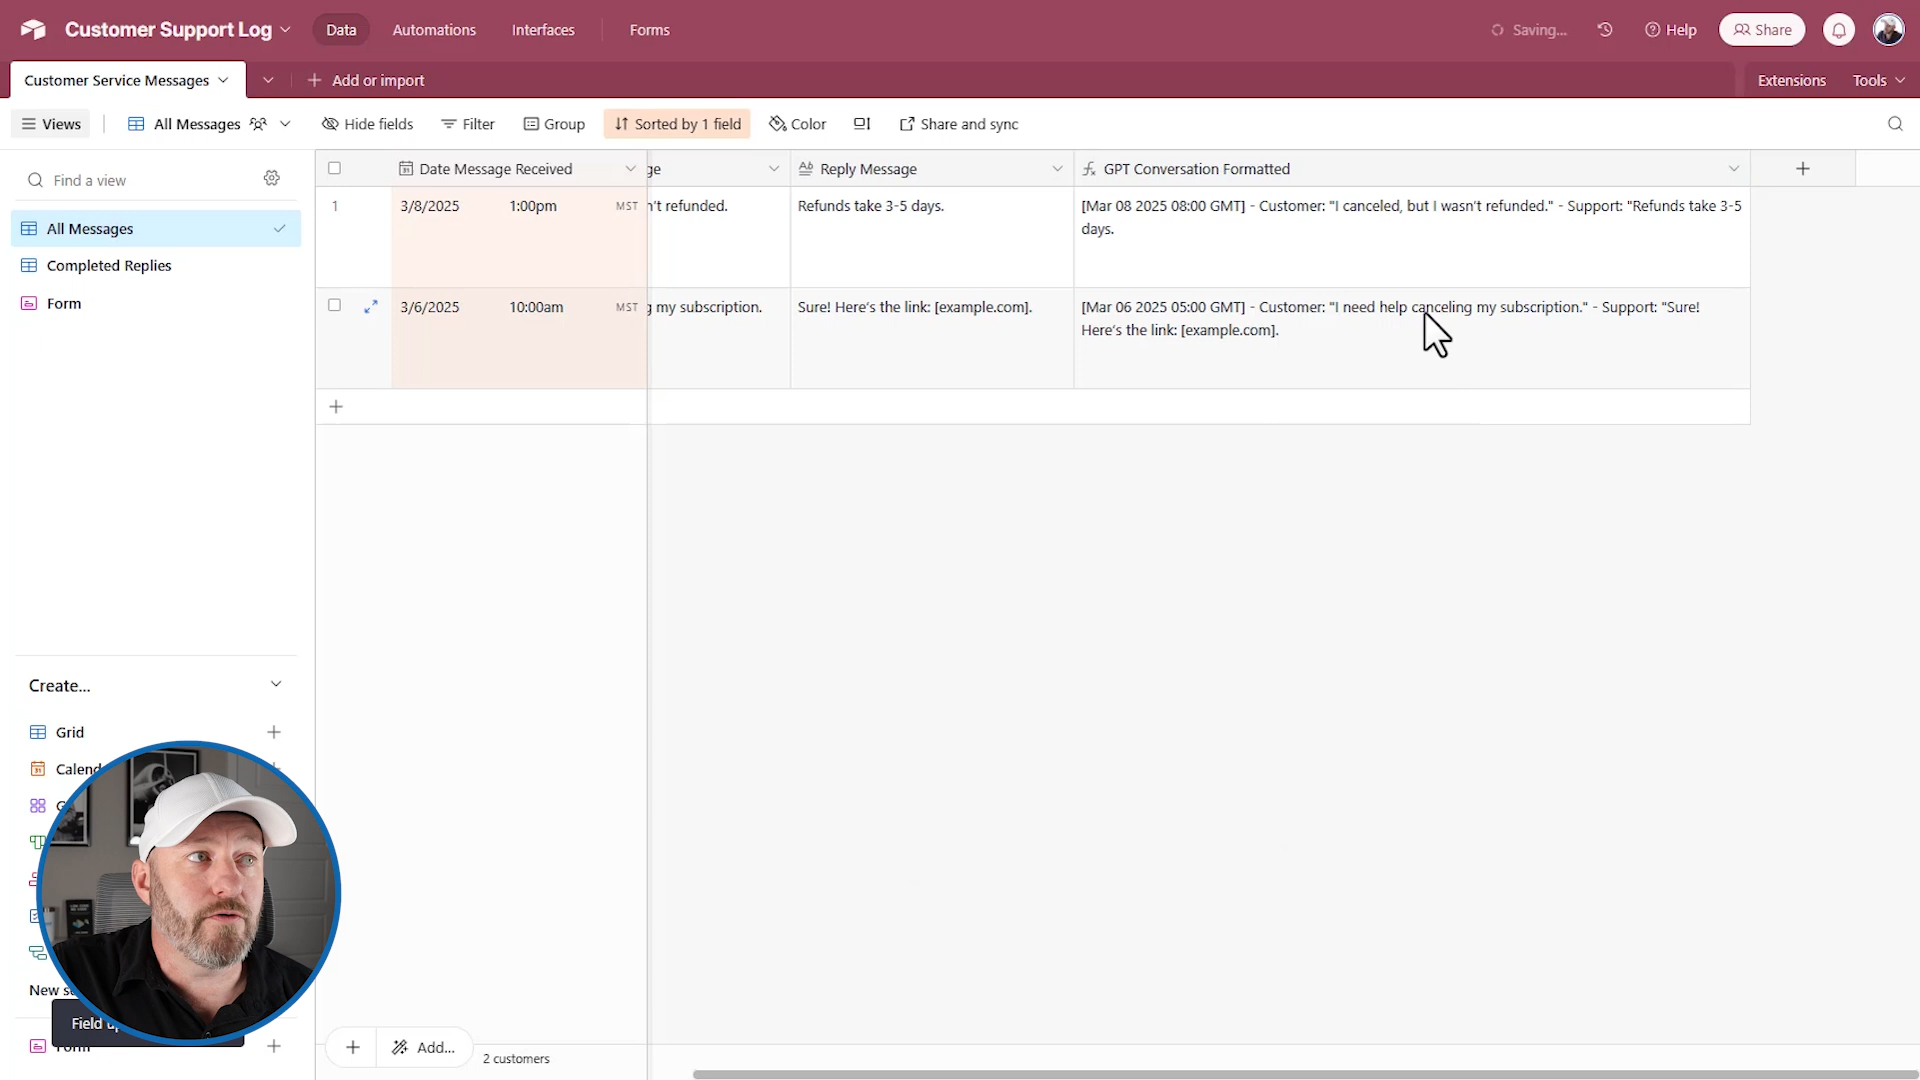 Customer Support Log
Data
Automations
Interfaces
Forms
Saving...
Help
Share
Customer Service Messages
Add or import
Extensions
Tools
Views
All Messages
Hide fields
Filter
Group
Sorted by 1 field
Color
Share and sync
Find a view
All Messages
Completed Replies
Form
Date Message Received
ge
Reply Message
GPT Conversation Formatted
1
3/8/2025 1:00pm MST
n't refunded.
Refunds take 3-5 days.
[Mar 08 2025 08:00 GMT] - Customer: "I canceled, but I wasn't refunded." - Support: "Refunds take 3-5
days.
3/6/2025 10:00am MST
g my subscription.
Sure! Here's the link: [example.com].
[Mar 06 2025 05:00 GMT] - Customer: "I need help canceling my subscription." - Support: "Sure!
Here's the link: [example.com].
Create...
Grid
Calend
G
New s
Field u
Form
Add...
2 customers